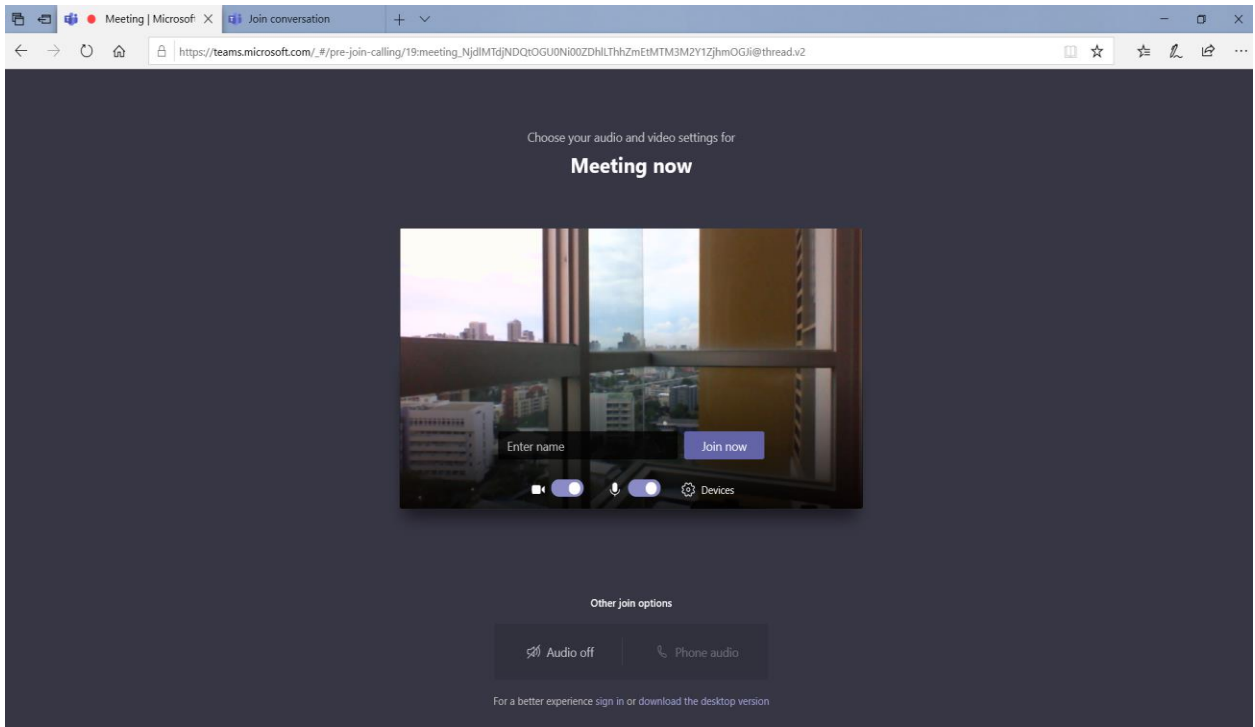 Meeting | Microsoft
Join conversation
https://teams.microsoft.com/_#/pre-join-calling/19:meeting_NjdlMTdjNDQtOGU0Ni00ZDhlLThhZmEtMTM3M2Y1ZjhmOGJi@thread.v2
Choose your audio and video settings for
Meeting now
Enter name
Join now
Devices
Other join options
Audio off
Phone audio
For a better experience sign in or download the desktop version